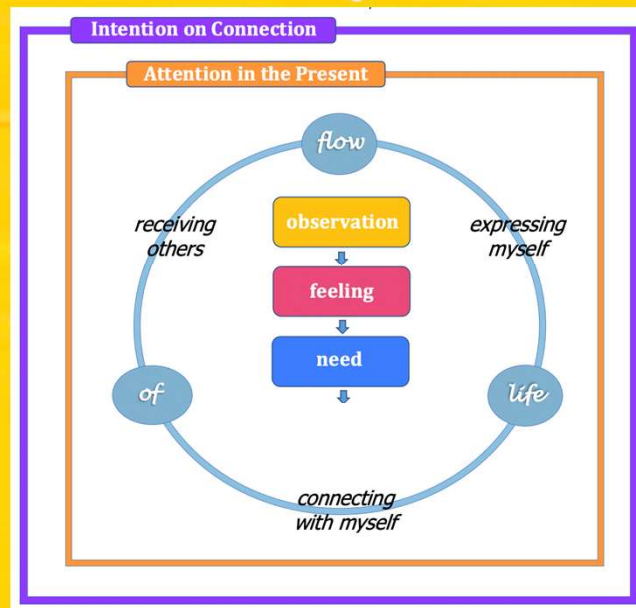 Intention on Connection
Attention in the Present
flow
receiving
others
observation
expressing
myself
feeling
need
of
life
connecting
with myself